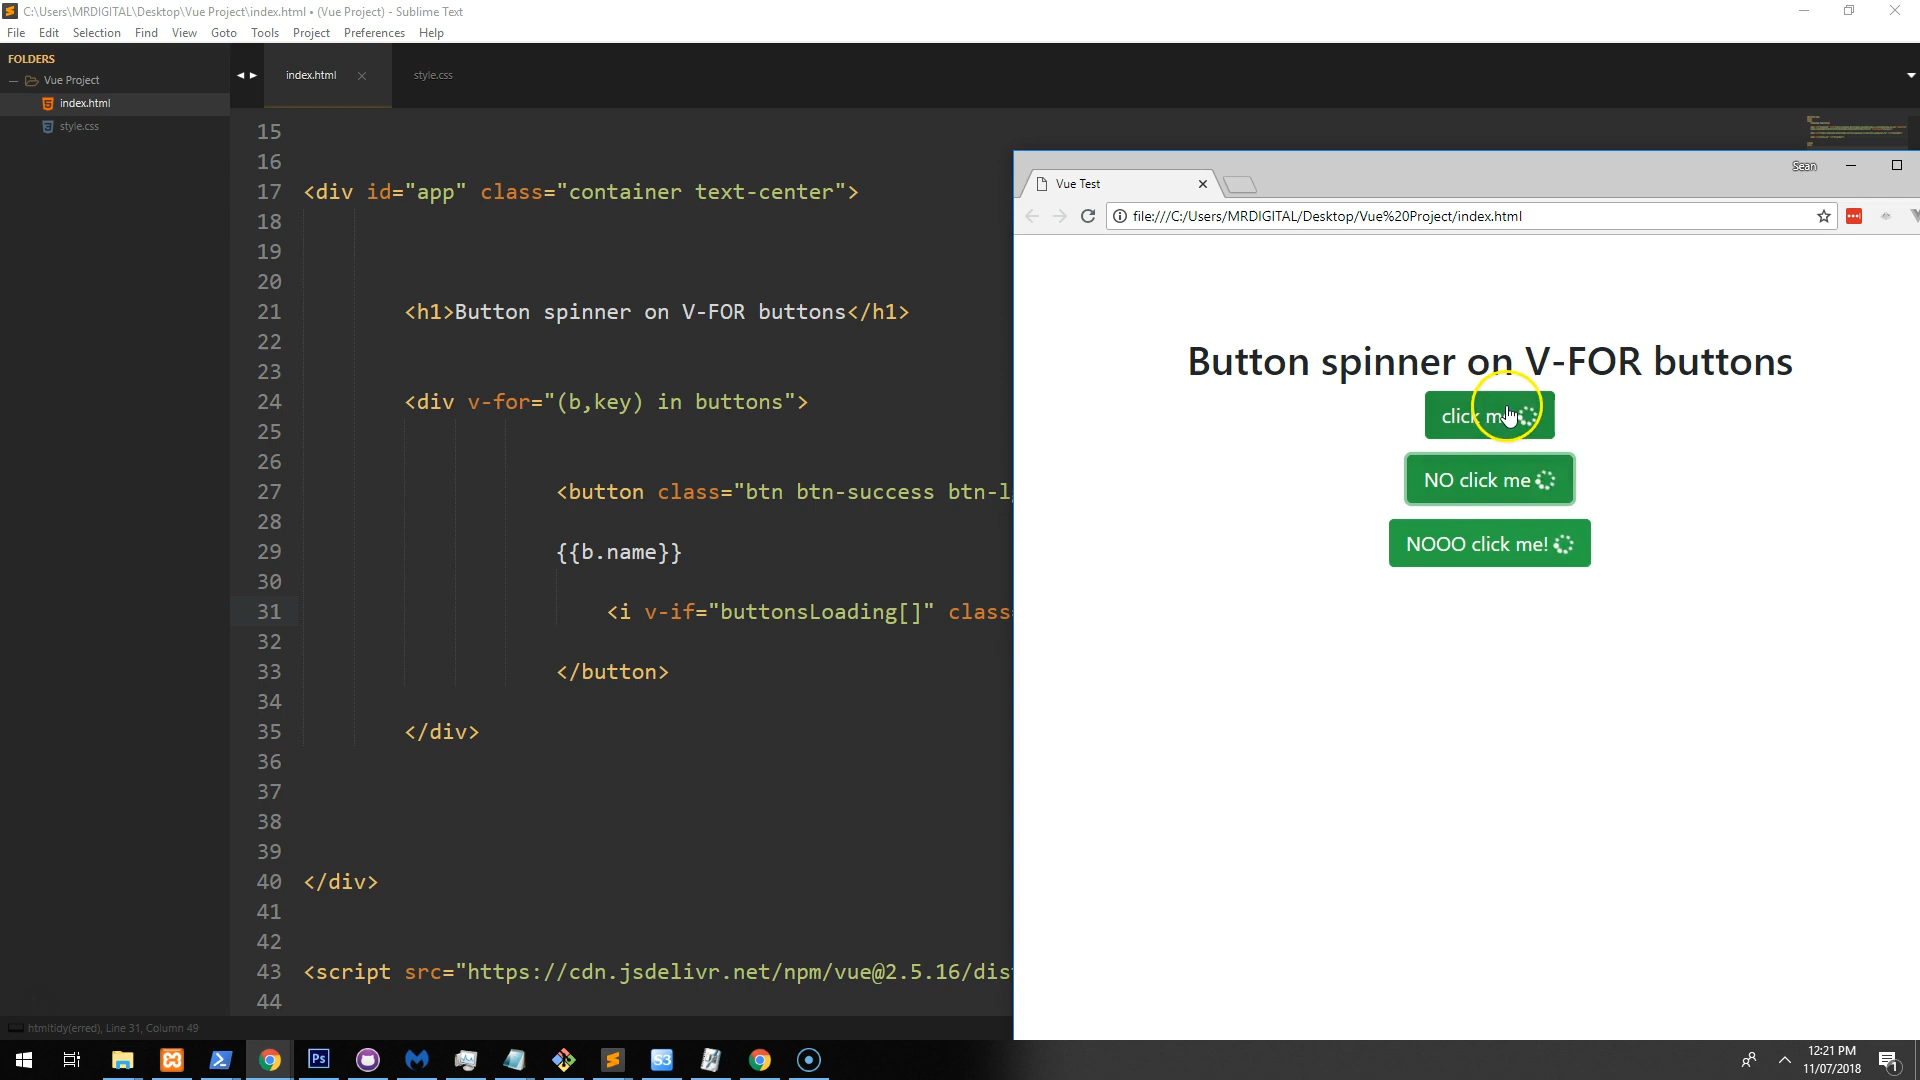 C:\Users\MRDIGITAL\Desktop\Vue Project\index.html • (Vue Project) - Sublime Text
File Edit Selection Find View Goto Tools Project Preferences Help
FOLDERS
Vue Project
index.html
style.css
index.html
style.css
15
16
17 <div id="app" class="container text-center">
18
19
20
21 <h1>Button spinner on V-FOR buttons</h1>
22
23
24 <div v-for="(b,key) in buttons">
25
26
27 <button class="btn btn-success btn-l
28
29 {{b.name}}
30
31 <i v-if="buttonsLoading[]" class=
32
33 </button>
34
35 </div>
36
37
38
39
40 </div>
41
42
43 <script src="https://cdn.jsdelivr.net/npm/vue@2.5.16/dis
44
htmltidy(erred), Line 31, Column 49
Sean
Vue Test
file:///C:/Users/MRDIGITAL/Desktop/Vue%20Project/index.html
Button spinner on V-FOR buttons
click me
NO click me
NOOO click me!
Ps
S3
12:21 PM
11/07/2018
1